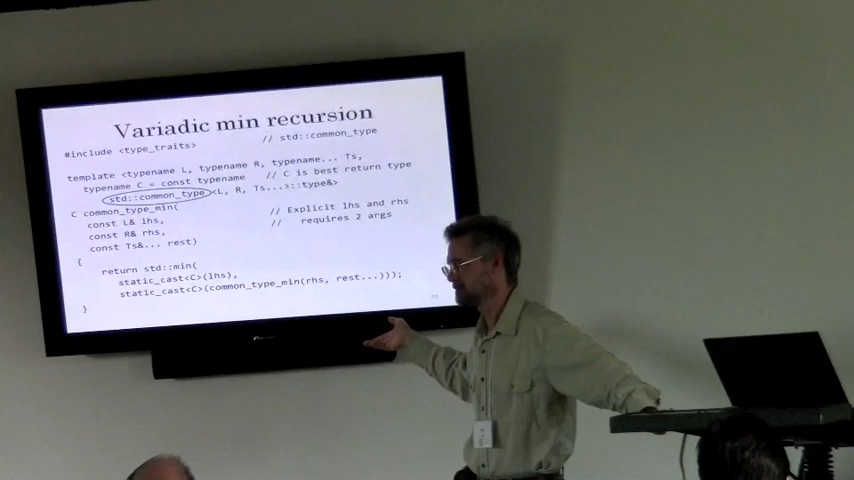 Variadic min recursion
#include <type_traits> // std::common_type
template <typename L, typename R, typename... Ts,
typename C = const typename // C is best return type
std::common_type<L, R, Ts...>::type&>
C common_type_min( // Explicit lhs and rhs
const L& lhs, // requires 2 args
const R& rhs,
const Ts&... rest)
{
return std::min(
static_cast<C>(lhs),
static_cast<C>(common_type_min(rhs, rest...)));
}